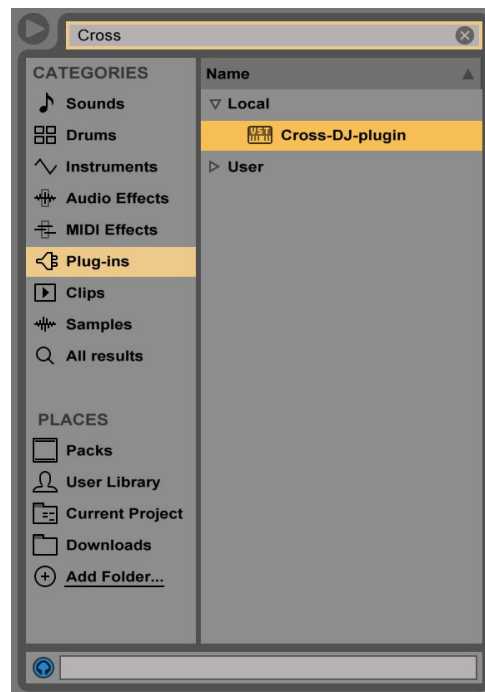 Cross
CATEGORIES
Sounds
Drums
Instruments
Audio Effects
MIDI Effects
Plug-ins
Clips
Samples
All results
PLACES
Packs
User Library
Current Project
Downloads
Add Folder...
Name
Local
VST
Cross-DJ-plugin
User